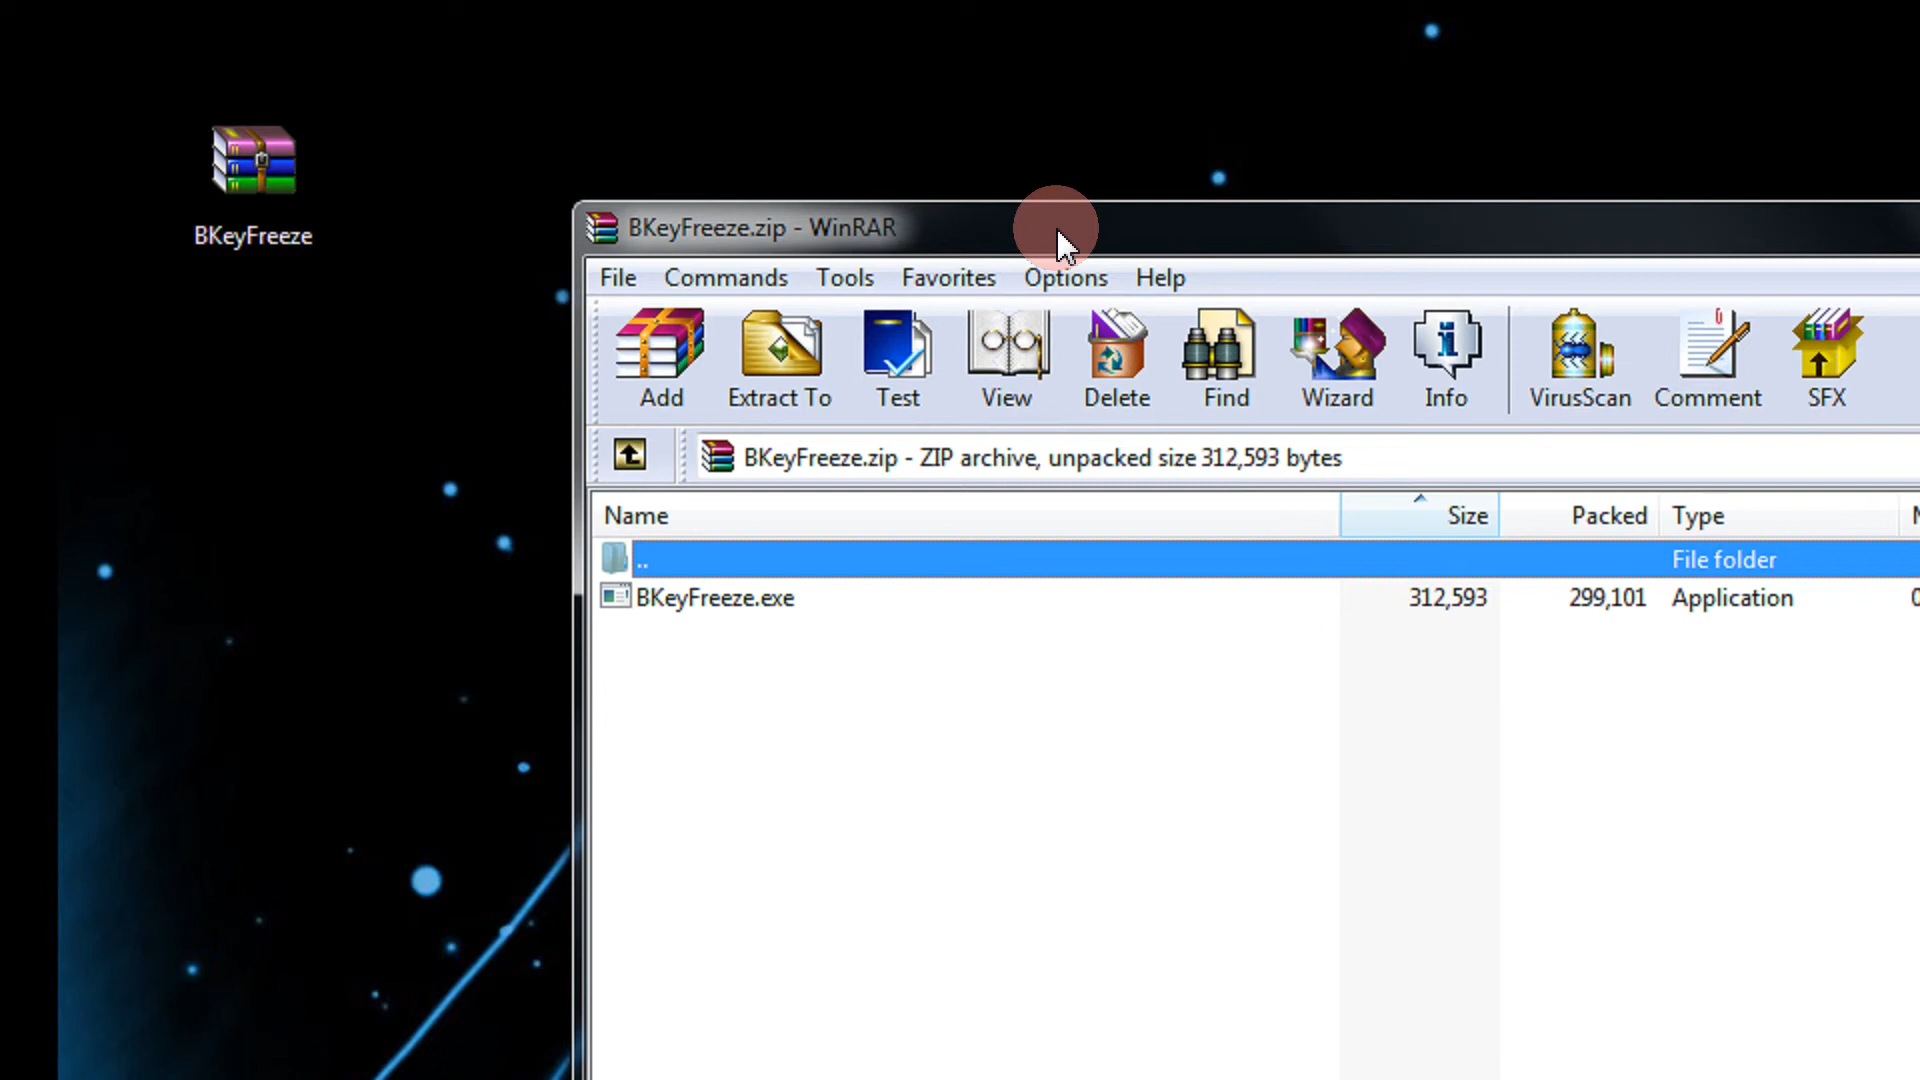 BKeyFreeze
BKeyFreeze.zip - WinRAR
File Commands Tools Favorites Options Help
Add Extract To Test View Delete Find Wizard Info VirusScan Comment SFX
BKeyFreeze.zip - ZIP archive, unpacked size 312,593 bytes
Name Size Packed Type
.. File folder
BKeyFreeze.exe 312,593 299,101 Application